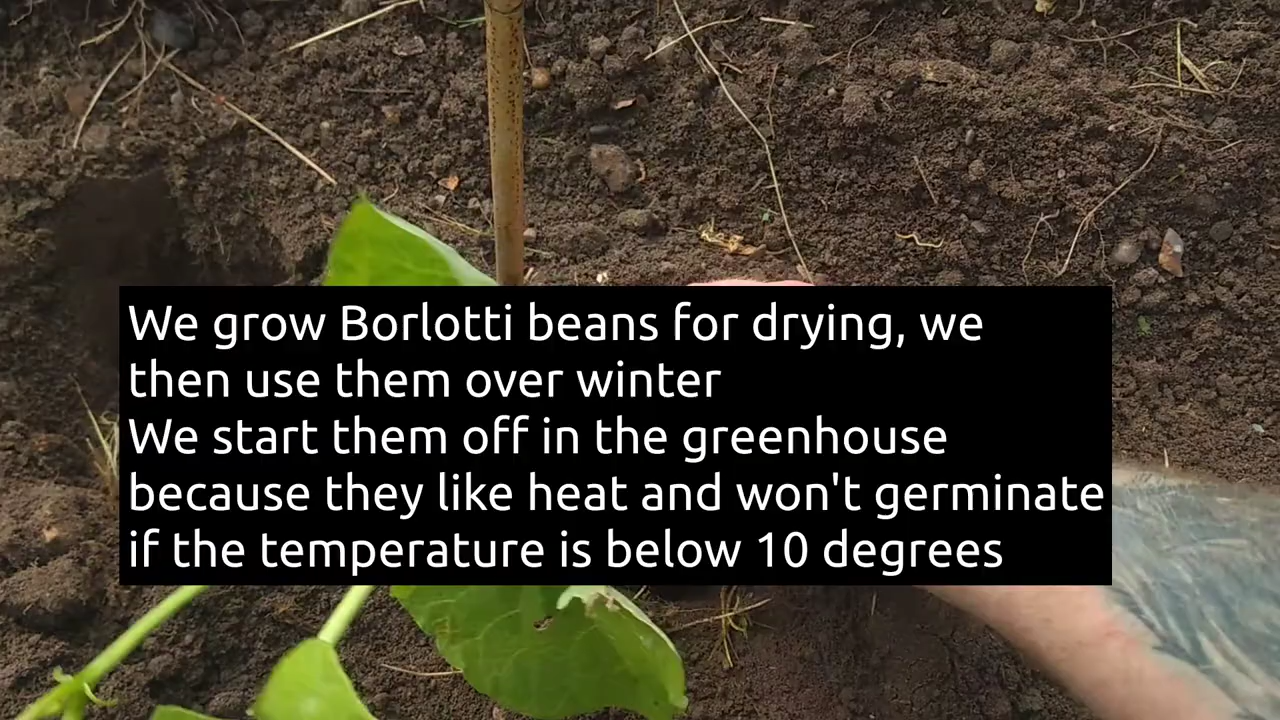 We grow Borlotti beans for drying, we
then use them over winter
We start them off in the greenhouse
because they like heat and won't germinate
if the temperature is below 10 degrees